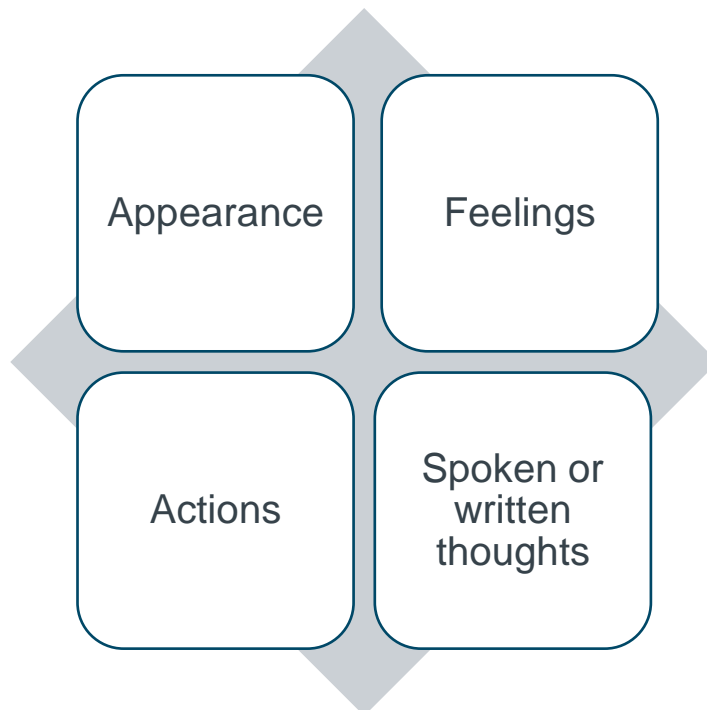 Appearance
Feelings
Actions
Spoken or
written
thoughts